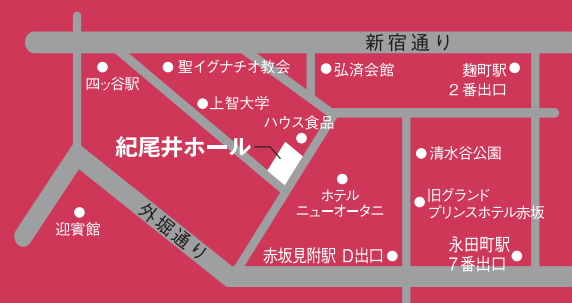 新宿通り
四ッ谷駅
聖イグナチオ教会
弘済会館
麹町駅
2番出口
上智大学
ハウス食品
紀尾井ホール
清水谷公園
ホテル
ニューオータニ
旧グランド
プリンスホテル赤坂
迎賓館
外堀通り
赤坂見附駅 D出口
永田町駅
7番出口